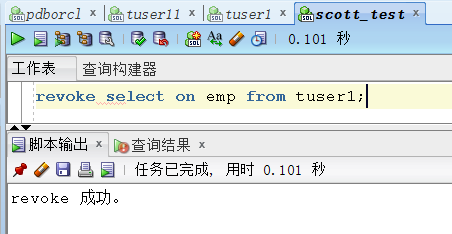 pdborcl tuser11 tuser1 scott_test
0.101 秒
工作表 查询构建器
revoke select on emp from tuser1;
脚本输出 查询结果
任务已完成, 用时 0.101 秒
revoke 成功。